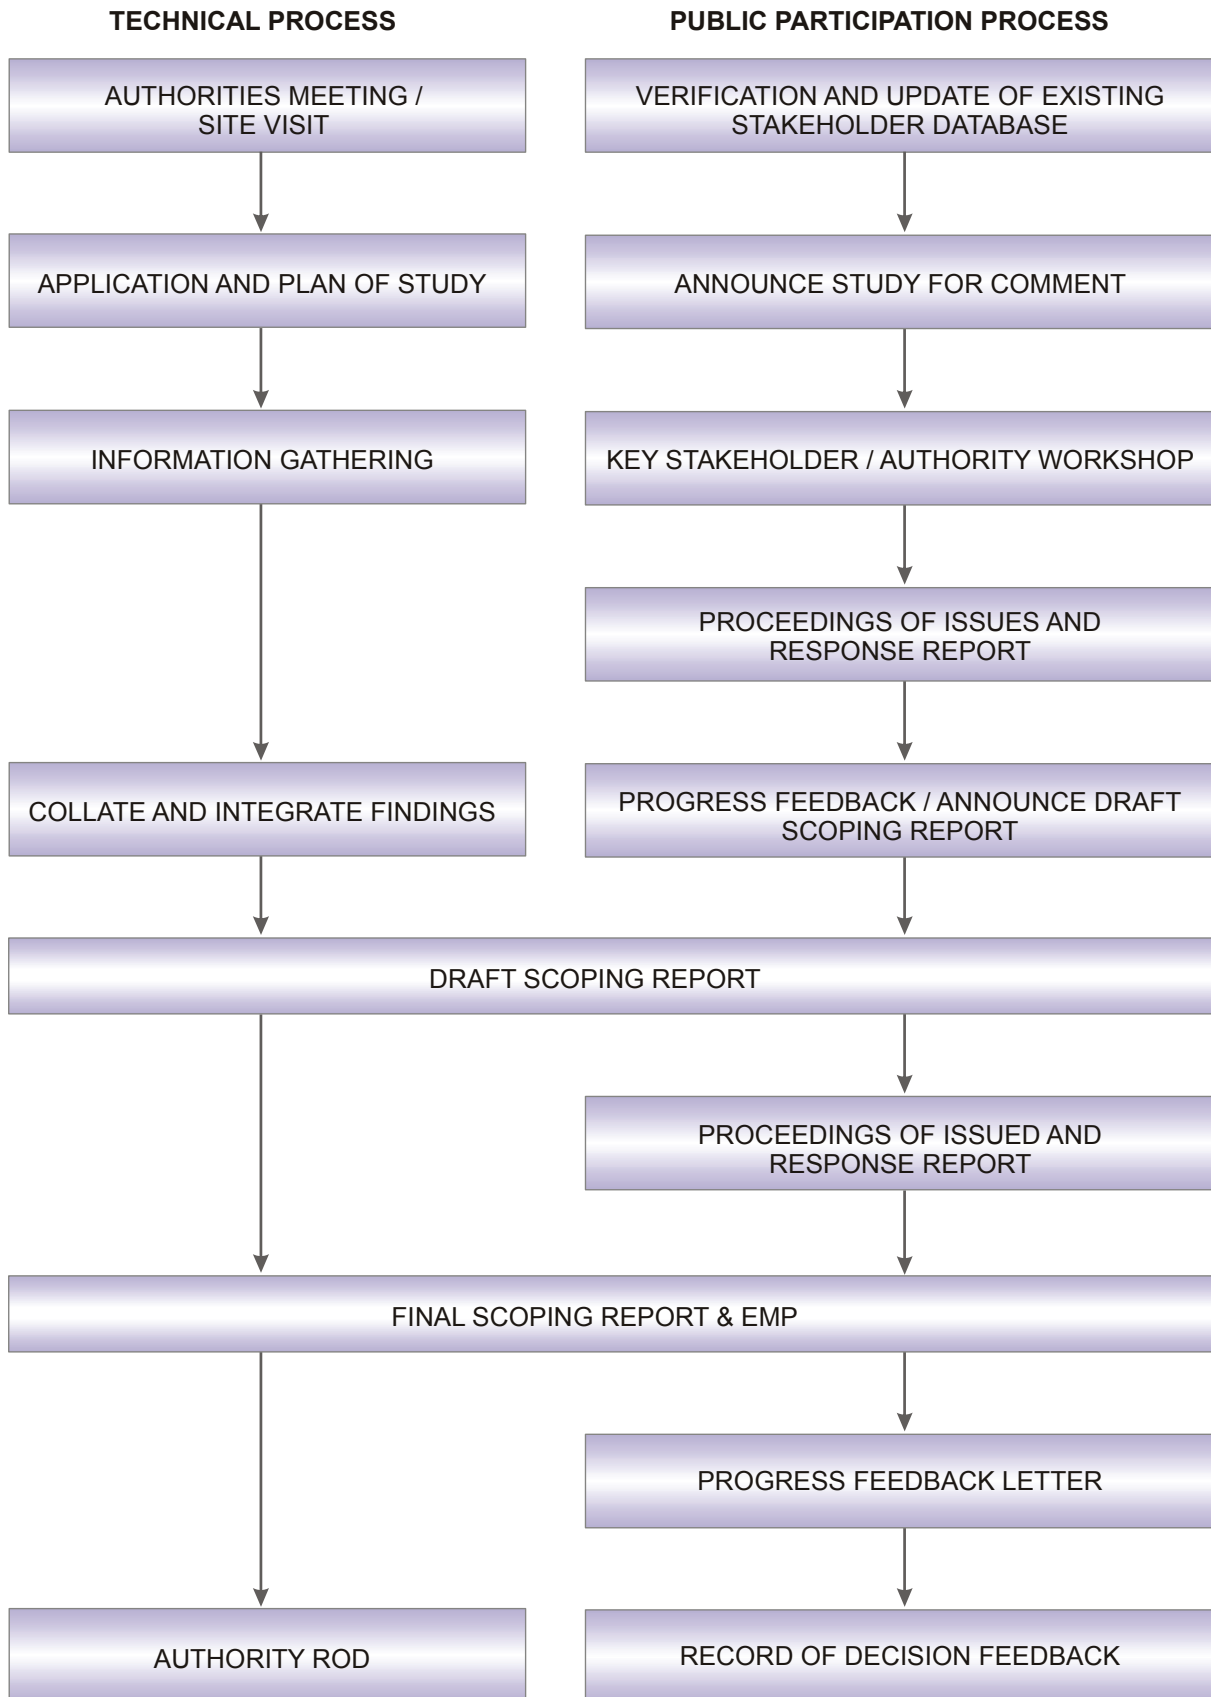 TECHNICAL PROCESS
PUBLIC PARTICIPATION PROCESS
AUTHORITIES MEETING /
SITE VISIT
VERIFICATION AND UPDATE OF EXISTING
STAKEHOLDER DATABASE
APPLICATION AND PLAN OF STUDY
ANNOUNCE STUDY FOR COMMENT
INFORMATION GATHERING
KEY STAKEHOLDER / AUTHORITY WORKSHOP
PROCEEDINGS OF ISSUES AND
RESPONSE REPORT
COLLATE AND INTEGRATE FINDINGS
PROGRESS FEEDBACK / ANNOUNCE DRAFT
SCOPING REPORT
DRAFT SCOPING REPORT
PROCEEDINGS OF ISSUED AND
RESPONSE REPORT
FINAL SCOPING REPORT & EMP
PROGRESS FEEDBACK LETTER
AUTHORITY ROD
RECORD OF DECISION FEEDBACK